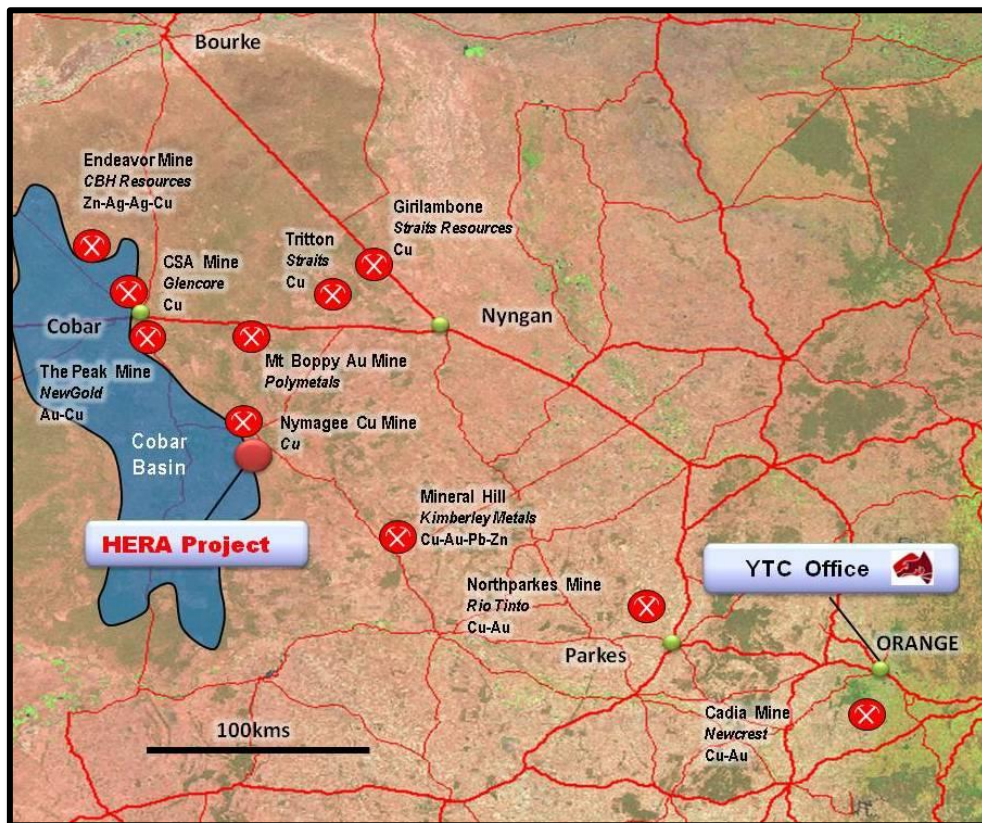 Bourke
Endeavor Mine
CBH Resources
Zn-Ag-Ag-Cu
Girilambone
Straits Resources
Cu
Tritton
Straits
Cu
CSA Mine
Glencore
Cu
Cobar
Nyngan
The Peak Mine
NewGold
Au-Cu
Mt Boppy Au Mine
Polymetals
Nymagee Cu Mine
Cu
Cobar
Basin
Mineral Hill
Kimberley Metals
Cu-Au-Pb-Zn
HERA Project
YTC Office
Northparkes Mine
Rio Tinto
Cu-Au
Parkes
ORANGE
Cadia Mine
Newcrest
Cu-Au
100kms